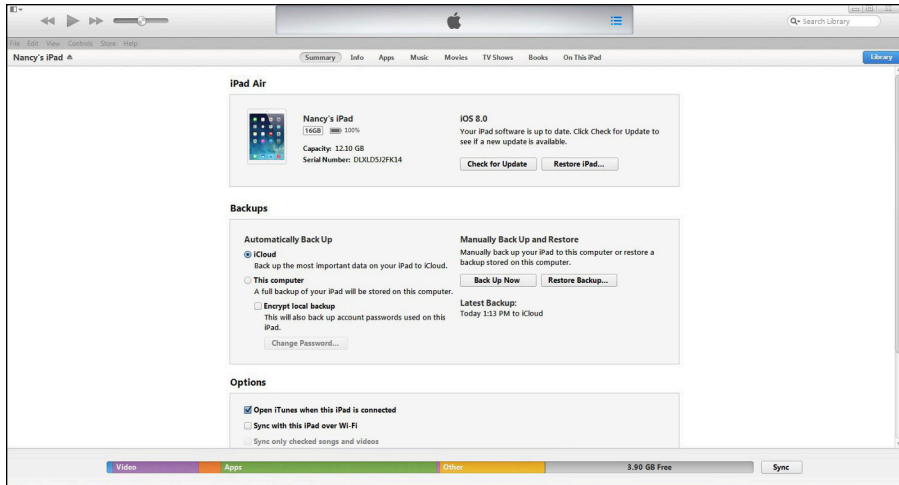 Search Library
File Edit View Controls Store Help
Nancy's iPad
Summary Info Apps Music Movies TV Shows Books On This iPad
Library
iPad Air
Nancy's iPad
16GB 100%
Capacity: 12.10 GB
Serial Number: DLXLD5J2FK14
iOS 8.0
Your iPad software is up to date. Click Check for Update to
see if a new update is available.
Check for Update Restore iPad...
Backups
Automatically Back Up
iCloud
Back up the most important data on your iPad to iCloud.
This computer
A full backup of your iPad will be stored on this computer.
Encrypt local backup
This will also back up account passwords used on this
iPad.
Change Password...
Manually Back Up and Restore
Manually back up your iPad to this computer or restore a
backup stored on this computer.
Back Up Now Restore Backup...
Latest Backup:
Today 1:13 PM to iCloud
Options
Open iTunes when this iPad is connected
Sync with this iPad over Wi-Fi
Sync only checked songs and videos
Video Apps Other 3.90 GB Free Sync